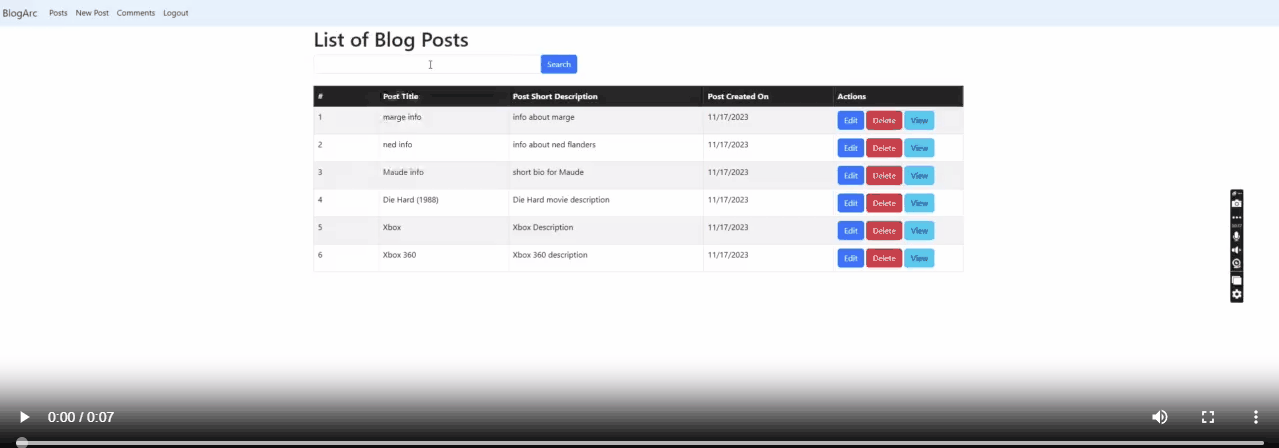 BlogArc Posts New Post Comments Logout
List of Blog Posts
Search
# Post Title Post Short Description Post Created On Actions
1 marge info info about marge 11/17/2023 Edit Delete View
2 ned info info about ned flanders 11/17/2023 Edit Delete View
3 Maude info short bio for Maude 11/17/2023 Edit Delete View
4 Die Hard (1988) Die Hard movie description 11/17/2023 Edit Delete View
5 Xbox Xbox Description 11/17/2023 Edit Delete View
6 Xbox 360 Xbox 360 description 11/17/2023 Edit Delete View
0:00 / 0:07